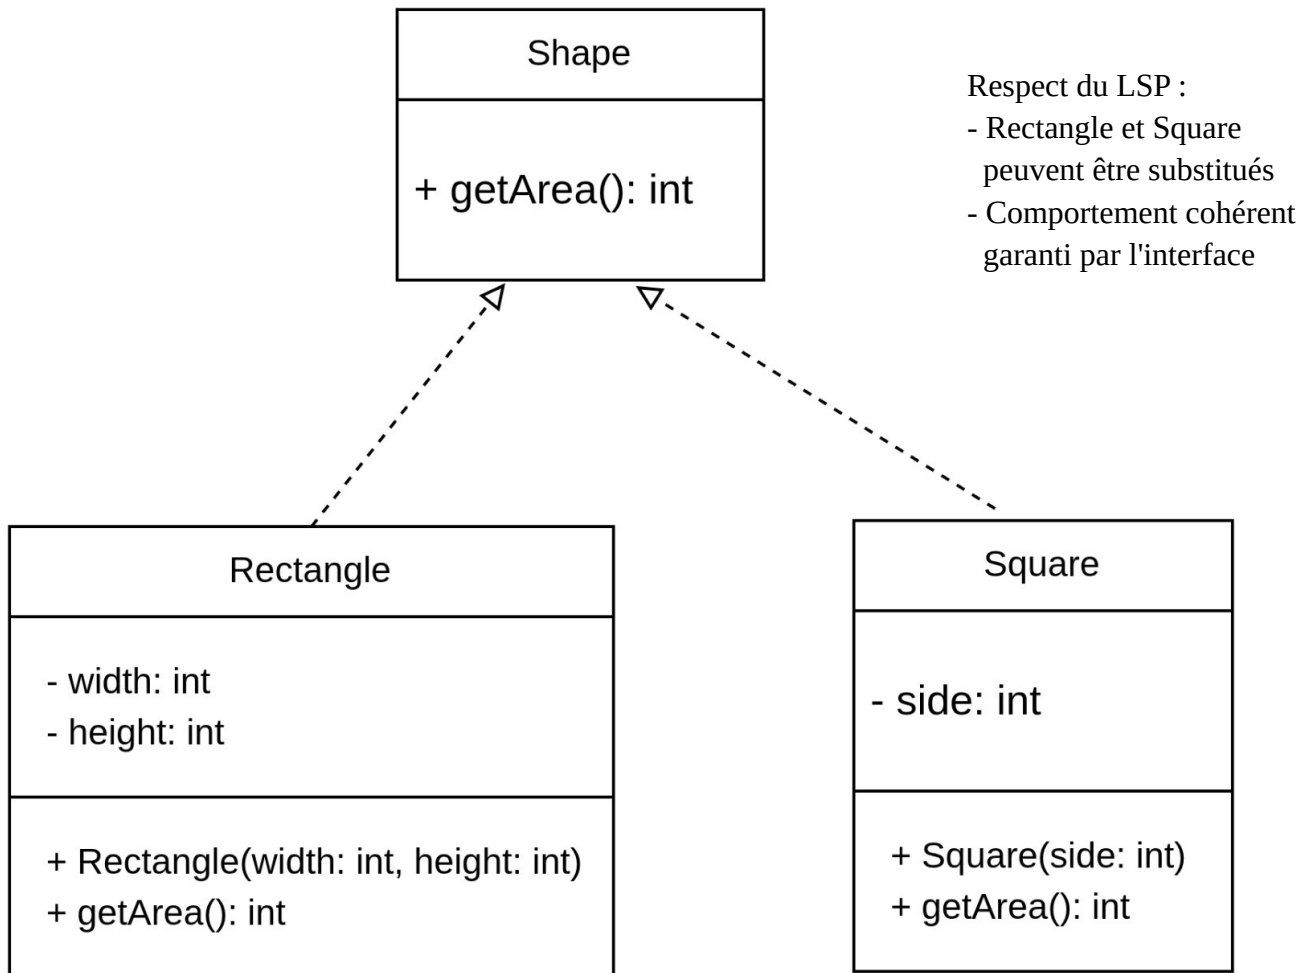 Shape
+ getArea(): int
Respect du LSP :
- Rectangle et Square
peuvent être substitués
- Comportement cohérent
garanti par l'interface
Rectangle
- width: int
- height: int
+ Rectangle(width: int, height: int)
+ getArea(): int
Square
- side: int
+ Square(side: int)
+ getArea(): int